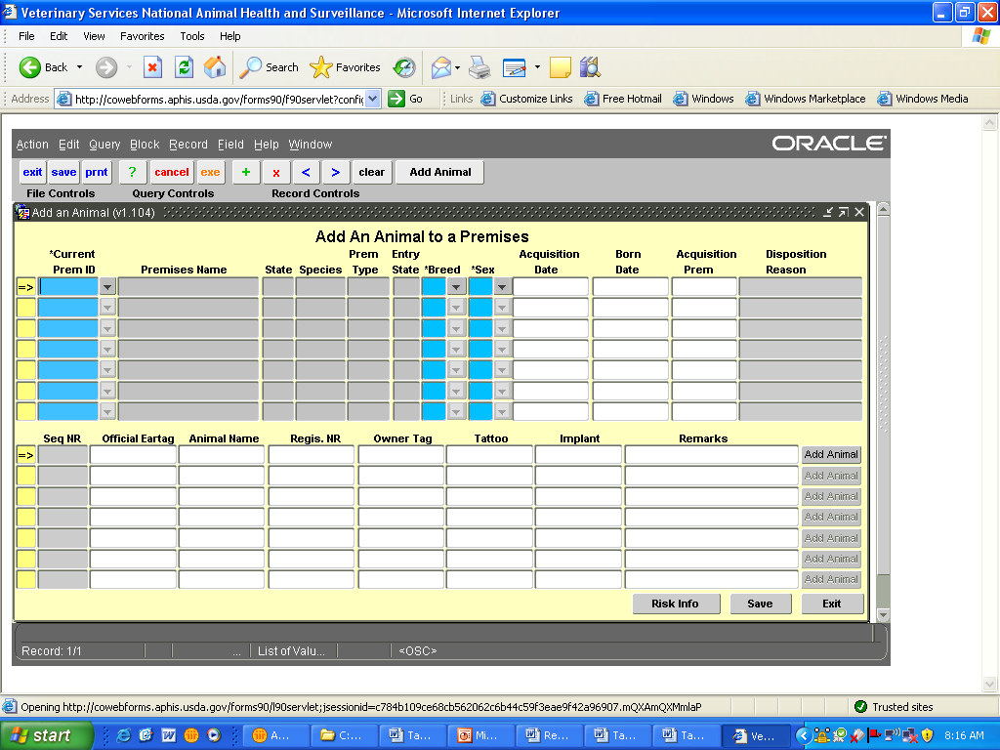 Veterinary Services National Animal Health and Surveillance - Microsoft Internet Explorer
File Edit View Favorites Tools Help
Back Search Favorites
Address http://cowebforms.aphis.usda.gov/forms90/f90servlet?config Go Links Customize Links Free Hotmail Windows Windows Marketplace Windows Media
Action Edit Query Block Record Field Help Window ORACLE
exit save prnt ? cancel exe + x < > clear Add Animal
File Controls Query Controls Record Controls
Add an Animal (v1.104)
Add An Animal to a Premises
*Current Prem Entry Acquisition Born Acquisition Disposition
Prem ID Premises Name State Species Type State *Breed *Sex Date Date Prem Reason
=>
Seq NR Official Eartag Animal Name Regis. NR Owner Tag Tattoo Implant Remarks
=> Add Animal
Add Animal
Add Animal
Add Animal
Add Animal
Add Animal
Add Animal
Risk Info Save Exit
Record: 1/1 ... List of Valu... <OSC>
Opening http://cowebforms.aphis.usda.gov/forms90/l90servlet;jsessionid=c784b109ce68cb562062c6b44c59f3eae9f42a96907.mQXAmQXMmlaP Trusted sites
start A... C:... Ta... Mi... Re... Ta... Ta... Ve... 8:16 AM